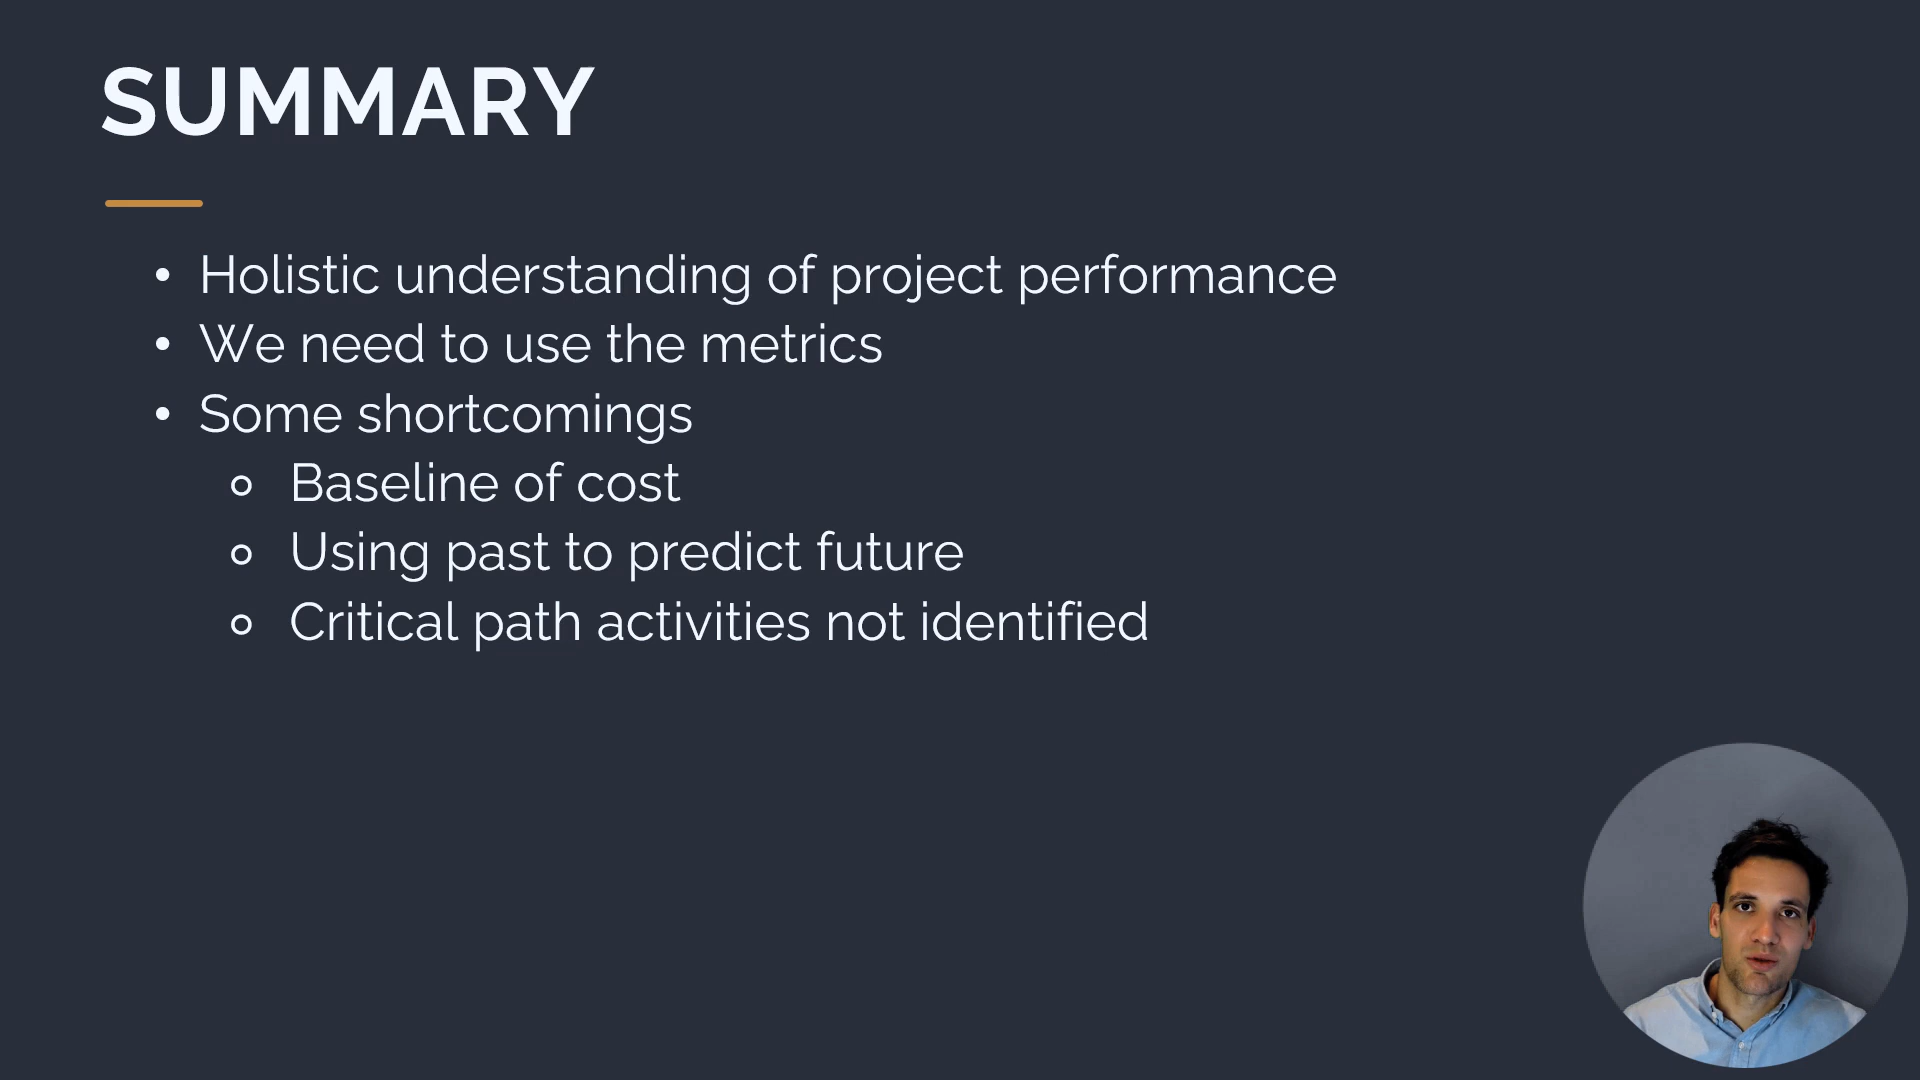 SUMMARY
• Holistic understanding of project performance
• We need to use the metrics
• Some shortcomings
○ Baseline of cost
○ Using past to predict future
○ Critical path activities not identified